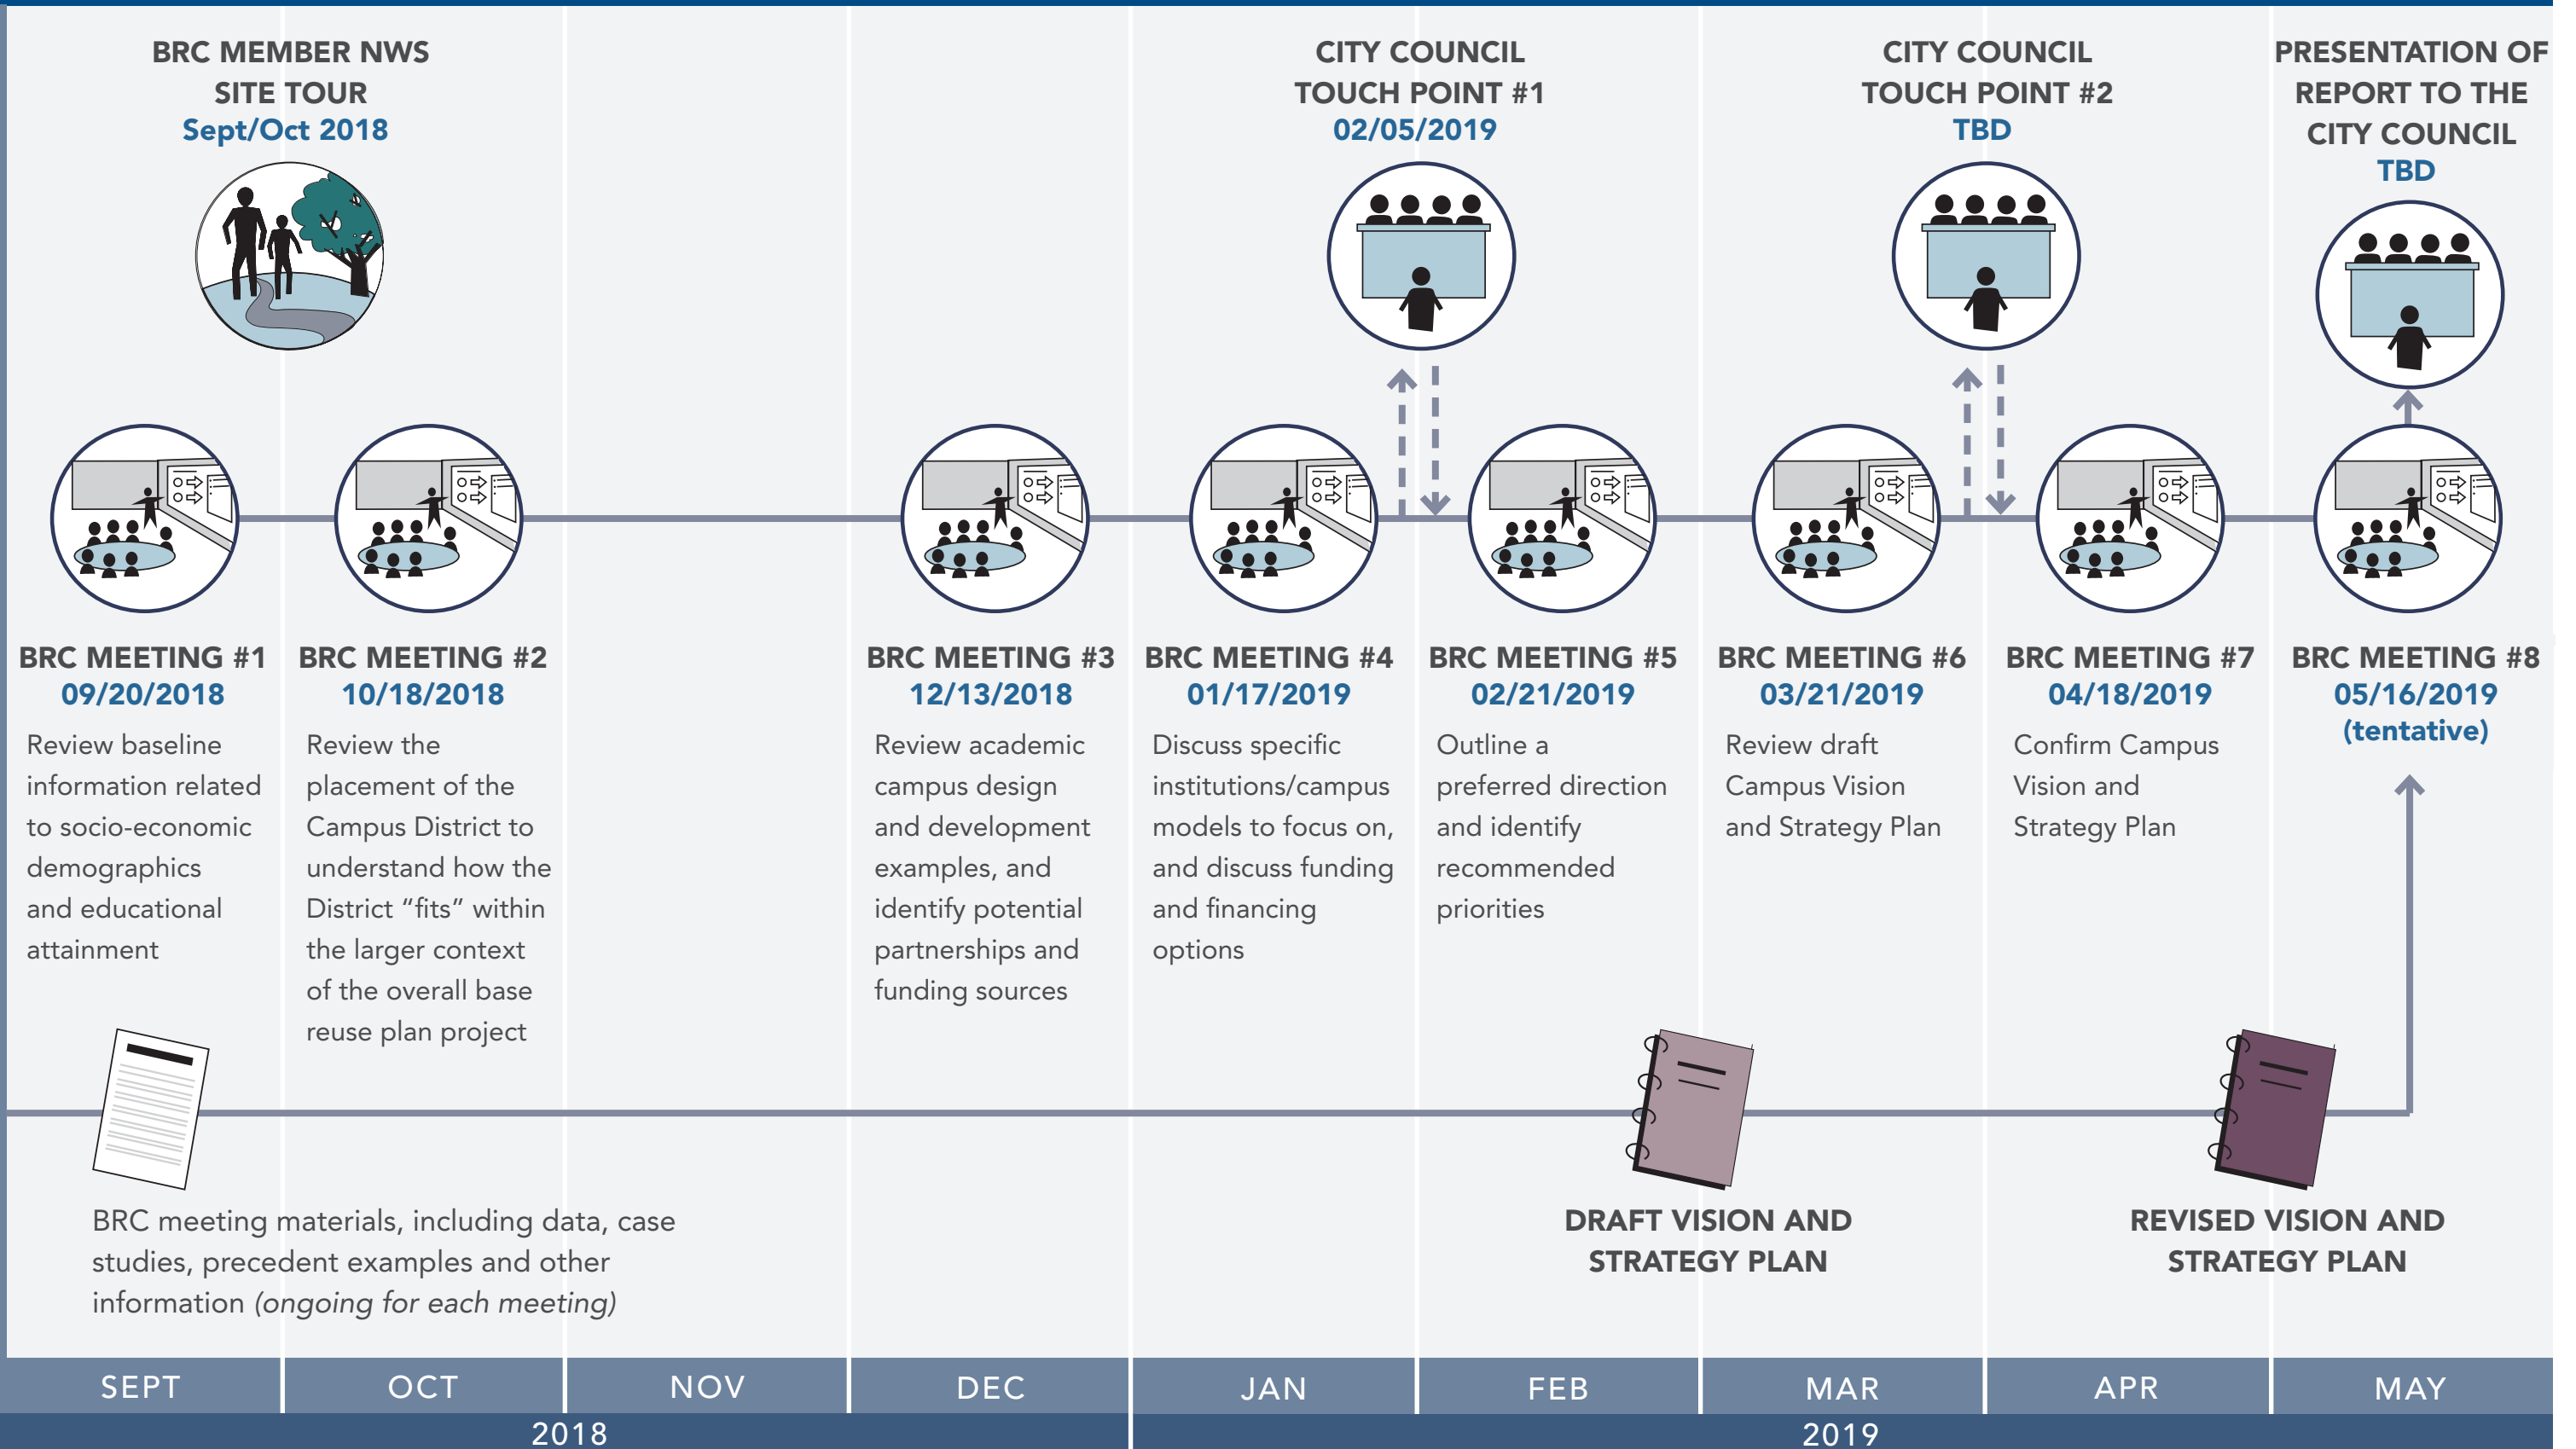 BRC MEMBER NWS
SITE TOUR
Sept/Oct 2018
CITY COUNCIL
TOUCH POINT #1
02/05/2019
CITY COUNCIL
TOUCH POINT #2
TBD
PRESENTATION OF
REPORT TO THE
CITY COUNCIL
TBD
BRC MEETING #1
09/20/2018
Review baseline
information related
to socio-economic
demographics
and educational
attainment
BRC MEETING #2
10/18/2018
Review the
placement of the
Campus District to
understand how the
District “fits” within
the larger context
of the overall base
reuse plan project
BRC MEETING #3
12/13/2018
Review academic
campus design
and development
examples, and
identify potential
partnerships and
funding sources
BRC MEETING #4
01/17/2019
Discuss specific
institutions/campus
models to focus on,
and discuss funding
and financing
options
BRC MEETING #5
02/21/2019
Outline a
preferred direction
and identify
recommended
priorities
BRC MEETING #6
03/21/2019
Review draft
Campus Vision
and Strategy Plan
BRC MEETING #7
04/18/2019
Confirm Campus
Vision and
Strategy Plan
BRC MEETING #8
05/16/2019
(tentative)
BRC meeting materials, including data, case
studies, precedent examples and other
information (ongoing for each meeting)
DRAFT VISION AND
STRATEGY PLAN
REVISED VISION AND
STRATEGY PLAN
SEPT
OCT
NOV
DEC
JAN
FEB
MAR
APR
MAY
2018
2019